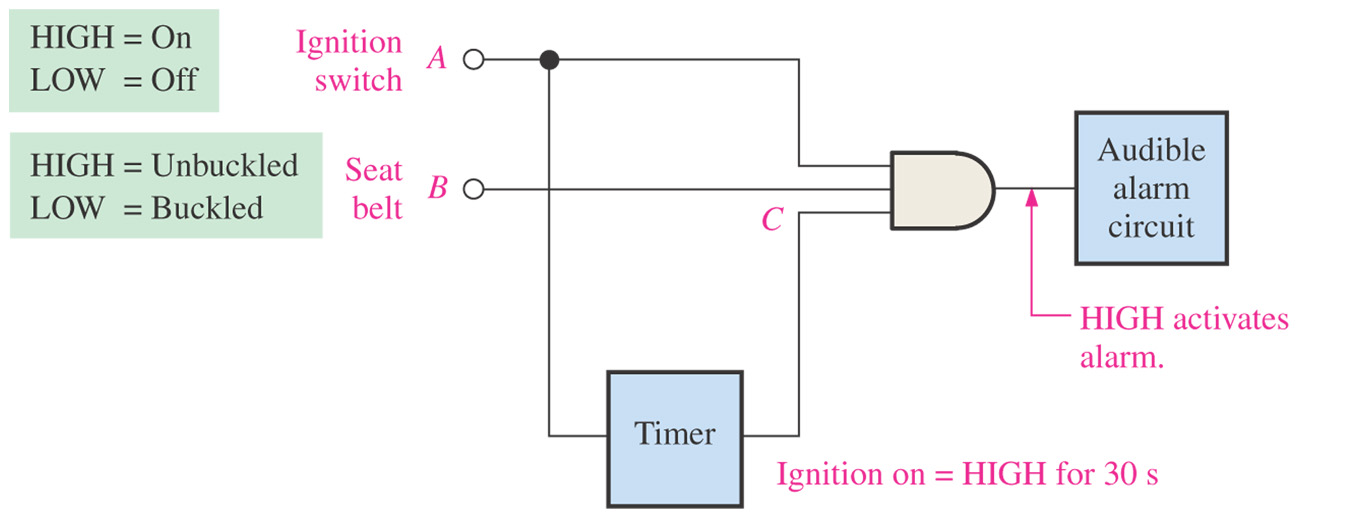 HIGH = On
LOW = Off
Ignition
switch
A
HIGH = Unbuckled
LOW = Buckled
Seat
belt
B
C
Audible
alarm
circuit
HIGH activates
alarm.
Timer
Ignition on = HIGH for 30 s